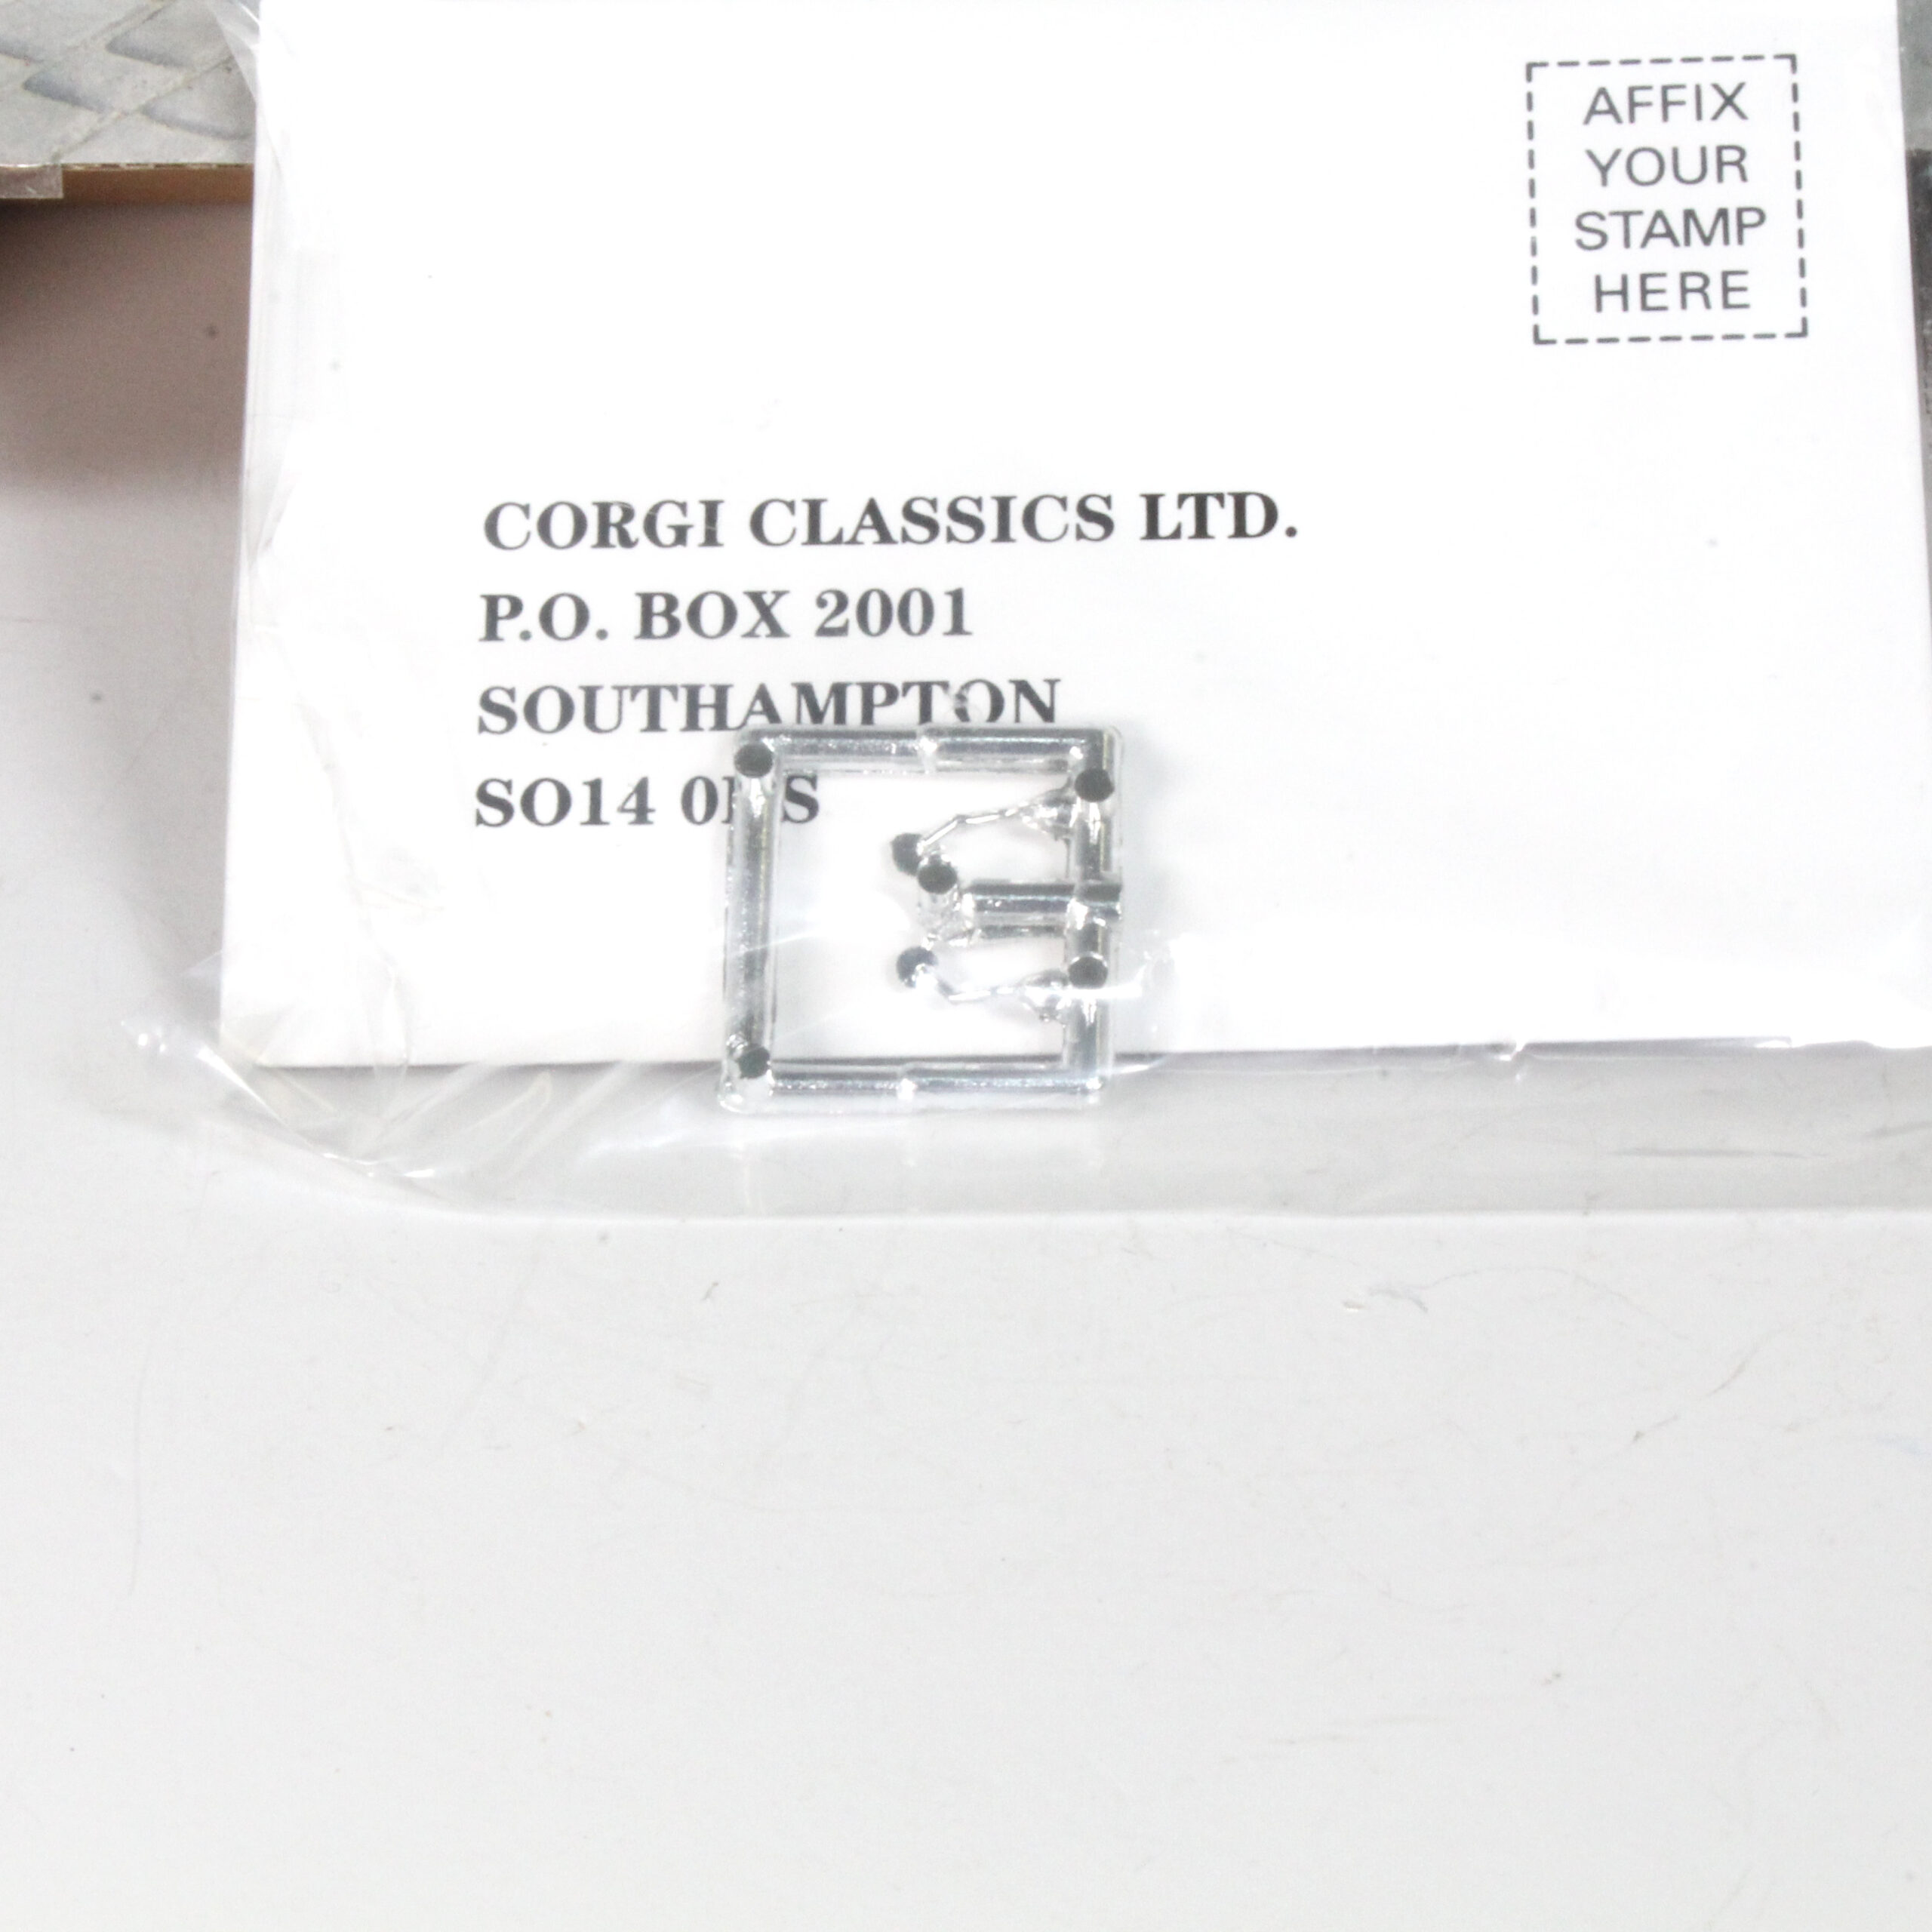 AFFIX
YOUR
STAMP
HERE
CORGI CLASSICS LTD.
P.O. BOX 2001
SOUTHAMPTON
SO14